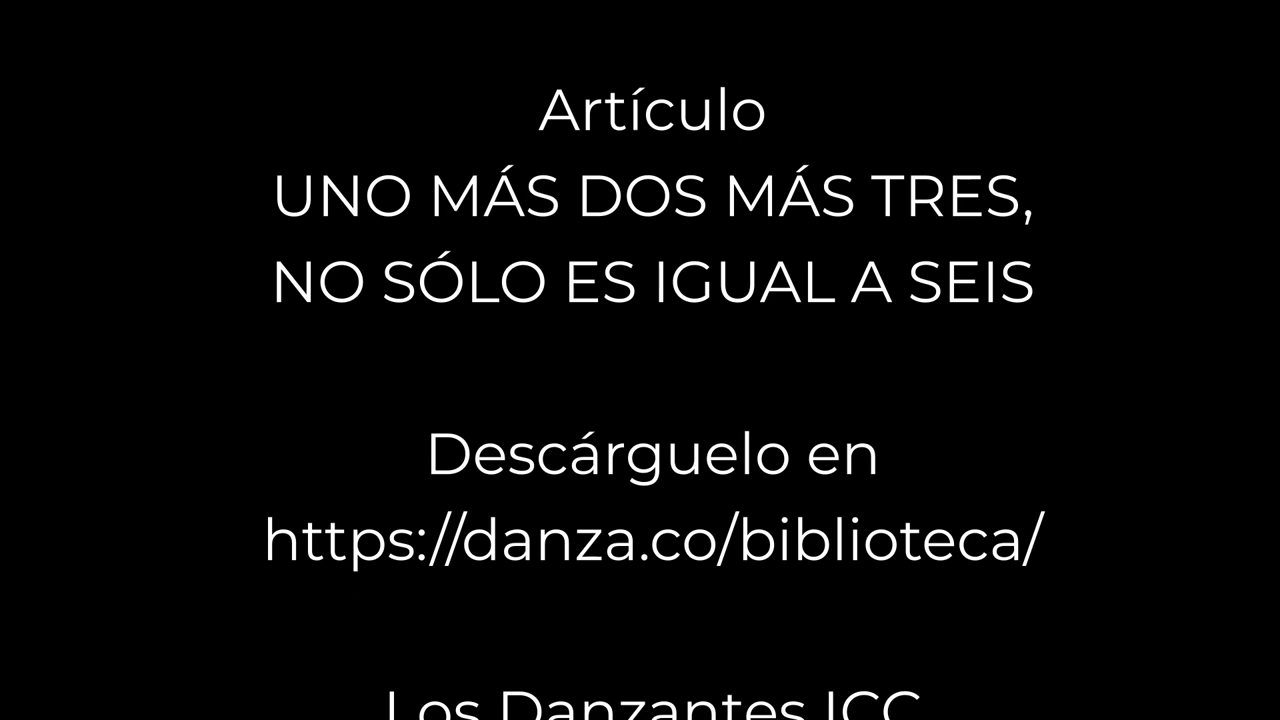 Artículo
UNO MÁS DOS MÁS TRES,
NO SÓLO ES IGUAL A SEIS
Descárguelo en
https://danza.co/biblioteca/
Los Danzantes ICC